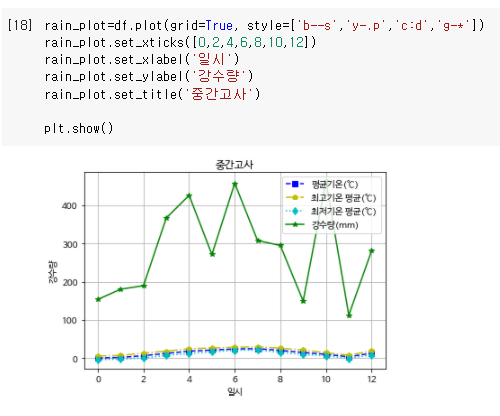 [18] rain_plot=df.plot(grid=True, style=['b--s','y-.p','c:d','g-*'])
rain_plot.set_xticks([0,2,4,6,8,10,12])
rain_plot.set_xlabel('일시')
rain_plot.set_ylabel('강수량')
rain_plot.set_title('중간고사')
plt.show()
중간고사
평균기온(℃)
최고기온 평균(℃)
최저기온 평균(℃)
강수량(mm)
강수량
400
300
200
100
0
0 2 4 6 8 10 12
일시